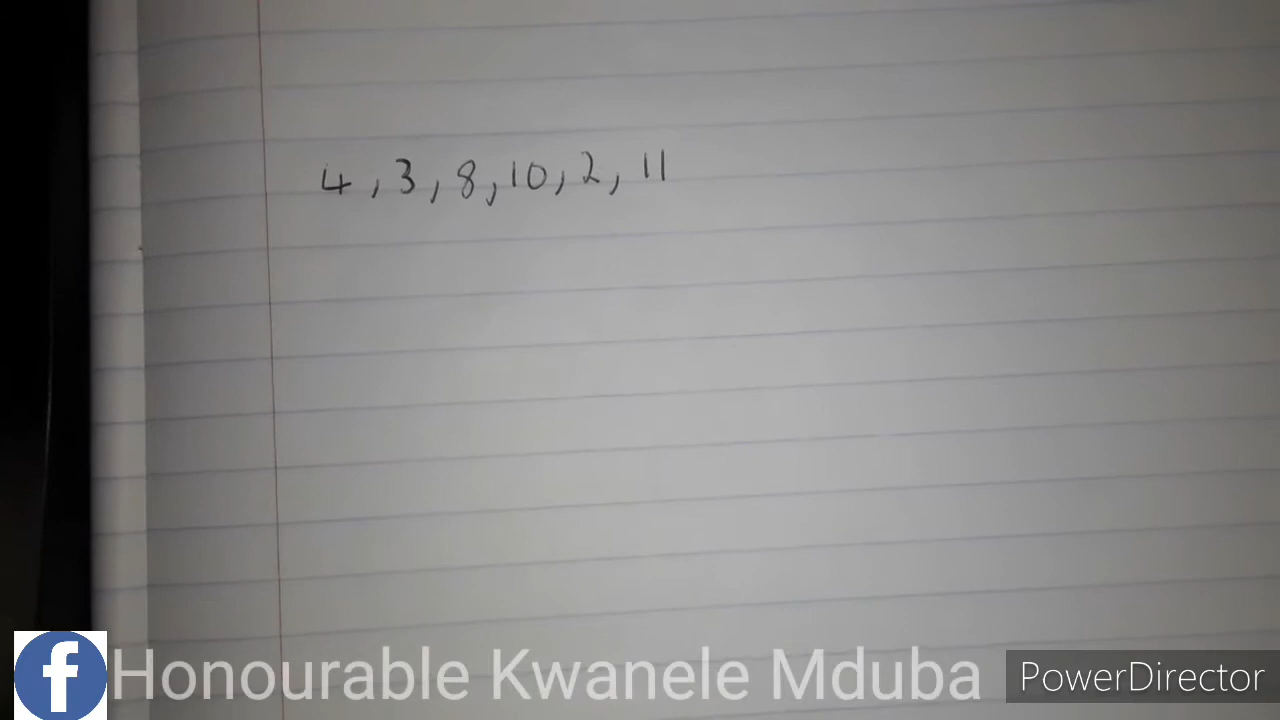 4, 3, 8, 10, 2, 11
Honourable Kwanele Mduba
PowerDirector